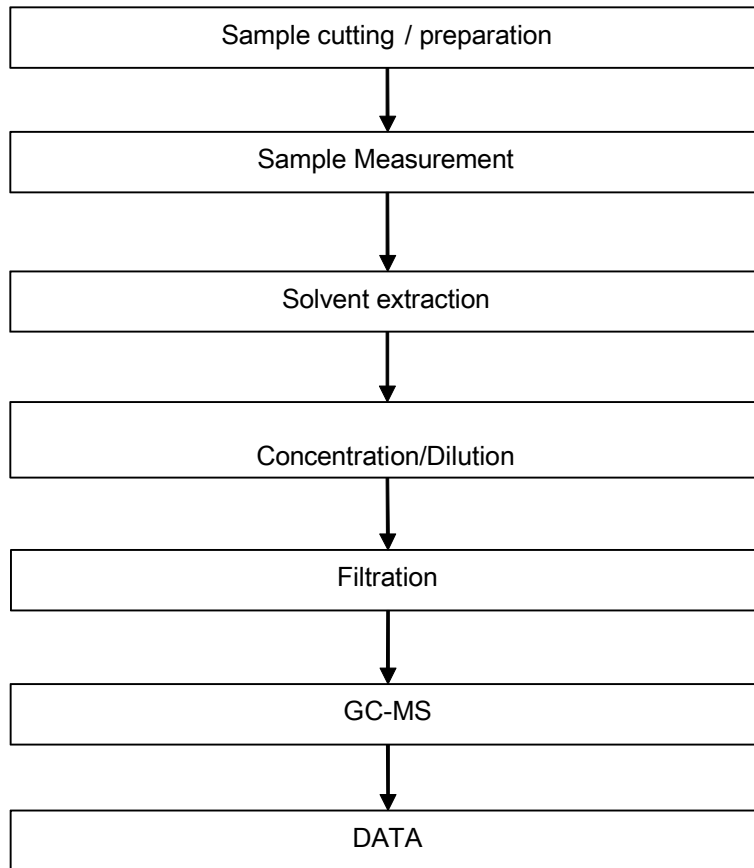 Sample cutting / preparation
Sample Measurement
Solvent extraction
Concentration/Dilution
Filtration
GC-MS
DATA